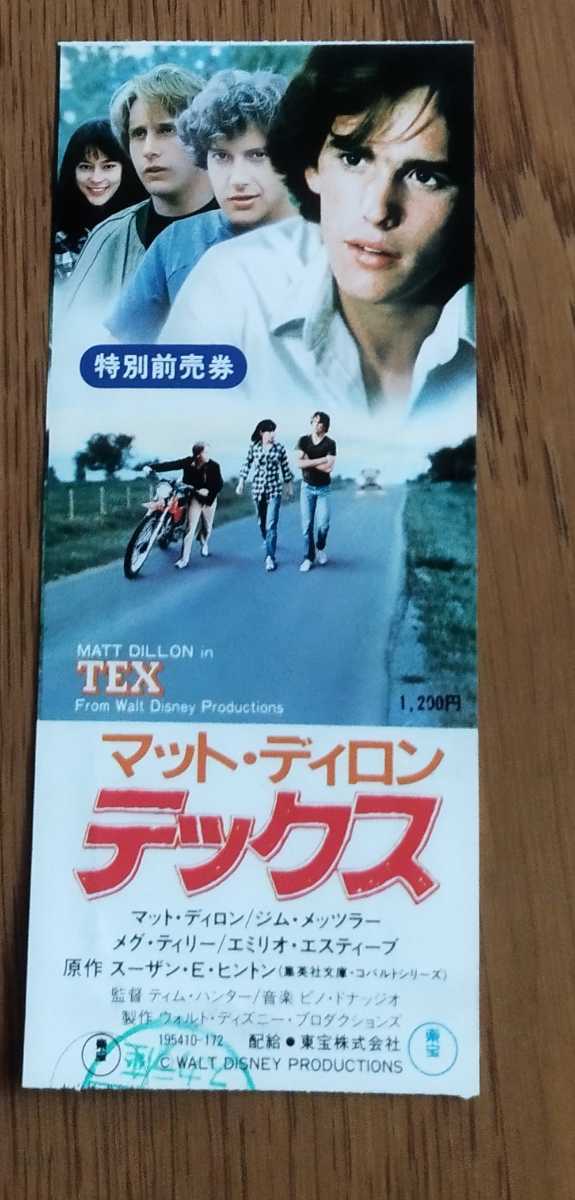 特別前売券
MATT DILLON in
TEX
From Walt Disney Productions
1,200円
マット・ディロン
テックス
マット・ディロン/ジム・メッツラー
メグ・ティリー/エミリオ・エスティーブ
原作 スーザン・E・ヒントン(集英社文庫・コバルトシリーズ)
監督 ティム・ハンター/音楽 ピノ・ドナッジオ
製作 ウォルト・ディズニー・プロダクションズ
195410-172 配給●東宝株式会社
東宝
東宝
© WALT DISNEY PRODUCTIONS